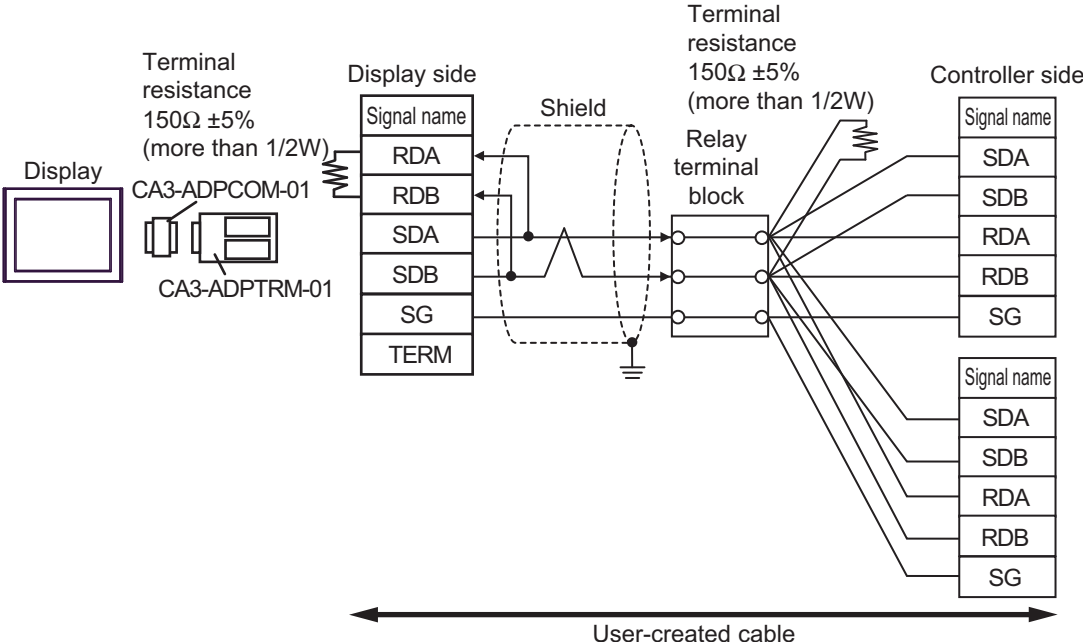 Terminal
resistance
150Ω ±5%
(more than 1/2W)
Display
CA3-ADPCOM-01
CA3-ADPTRM-01
Display side
Signal name
RDA
RDB
SDA
SDB
SG
TERM
Shield
Terminal
resistance
150Ω ±5%
(more than 1/2W)
Relay
terminal
block
Controller side
Signal name
SDA
SDB
RDA
RDB
SG
Signal name
SDA
SDB
RDA
RDB
SG
User-created cable